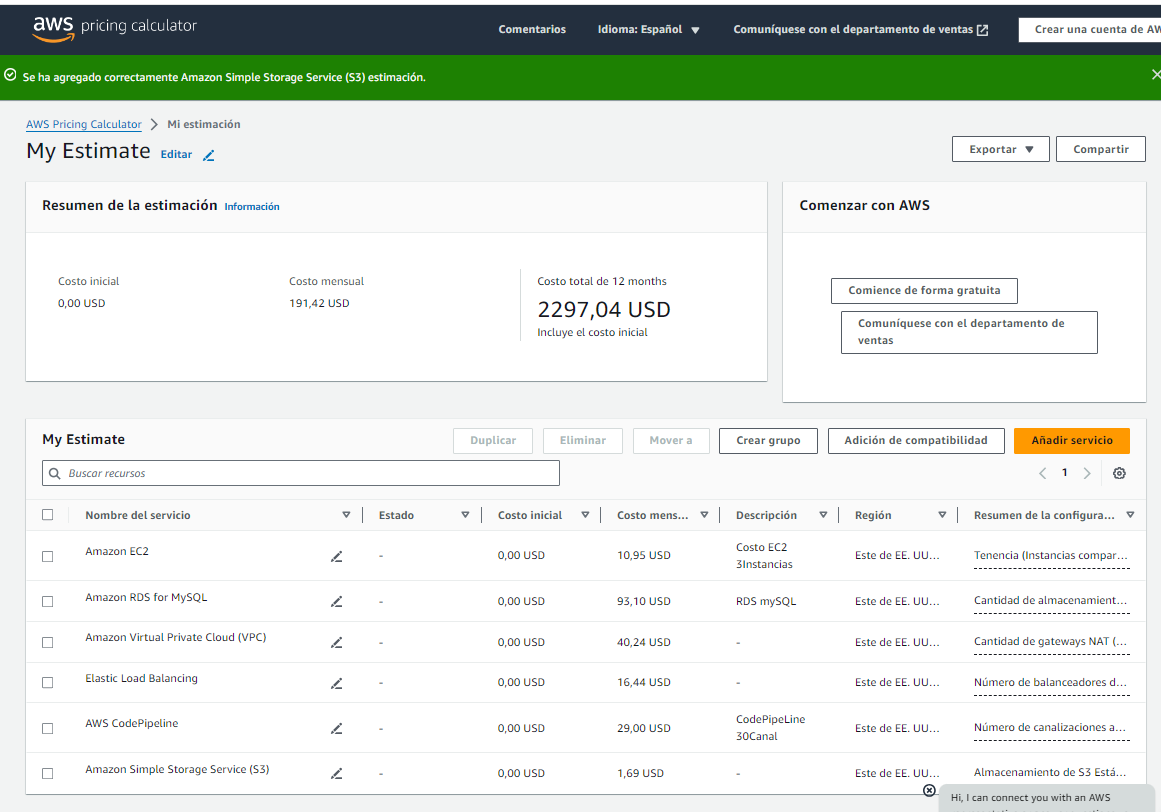 aws pricing calculator
Comentarios
Idioma: Español
Comuníquese con el departamento de ventas
Crear una cuenta de AW
Se ha agregado correctamente Amazon Simple Storage Service (S3) estimación.
AWS Pricing Calculator
Mi estimación
My Estimate Editar
Exportar
Compartir
Resumen de la estimación Información
Costo inicial
0,00 USD
Costo mensual
191,42 USD
Costo total de 12 months
2297,04 USD
Incluye el costo inicial
Comenzar con AWS
Comience de forma gratuita
Comuníquese con el departamento de
ventas
My Estimate
Duplicar
Eliminar
Mover a
Crear grupo
Adición de compatibilidad
Añadir servicio
Buscar recursos
1
Nombre del servicio Estado Costo inicial Costo mens... Descripción Región Resumen de la configura...
Amazon EC2 - 0,00 USD 10,95 USD Costo EC2
3Instancias
Este de EE. UU... Tenencia (Instancias compar...
Amazon RDS for MySQL - 0,00 USD 93,10 USD RDS mySQL Este de EE. UU... Cantidad de almacenamient...
Amazon Virtual Private Cloud (VPC) - 0,00 USD 40,24 USD - Este de EE. UU... Cantidad de gateways NAT (...
Elastic Load Balancing - 0,00 USD 16,44 USD - Este de EE. UU... Número de balanceadores d...
AWS CodePipeline - 0,00 USD 29,00 USD CodePipeLine
30Canal
Este de EE. UU... Número de canalizaciones a...
Amazon Simple Storage Service (S3) - 0,00 USD 1,69 USD - Este de EE. UU... Almacenamiento de S3 Está...
Hi, I can connect you with an AWS